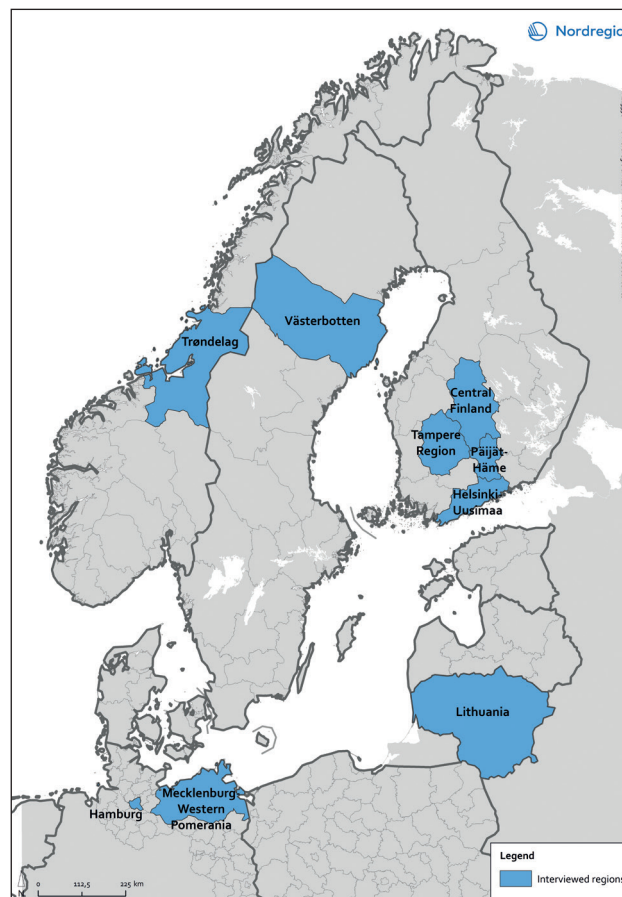 Nordregio
Västerbotten
Trøndelag
Central
Finland
Tampere
Region
Päijät-
Häme
Helsinki-
Uusimaa
Lithuania
Mecklenburg-
Western
Pomerania
Hamburg
Legend
Interviewed regions
0 112,5 225 km